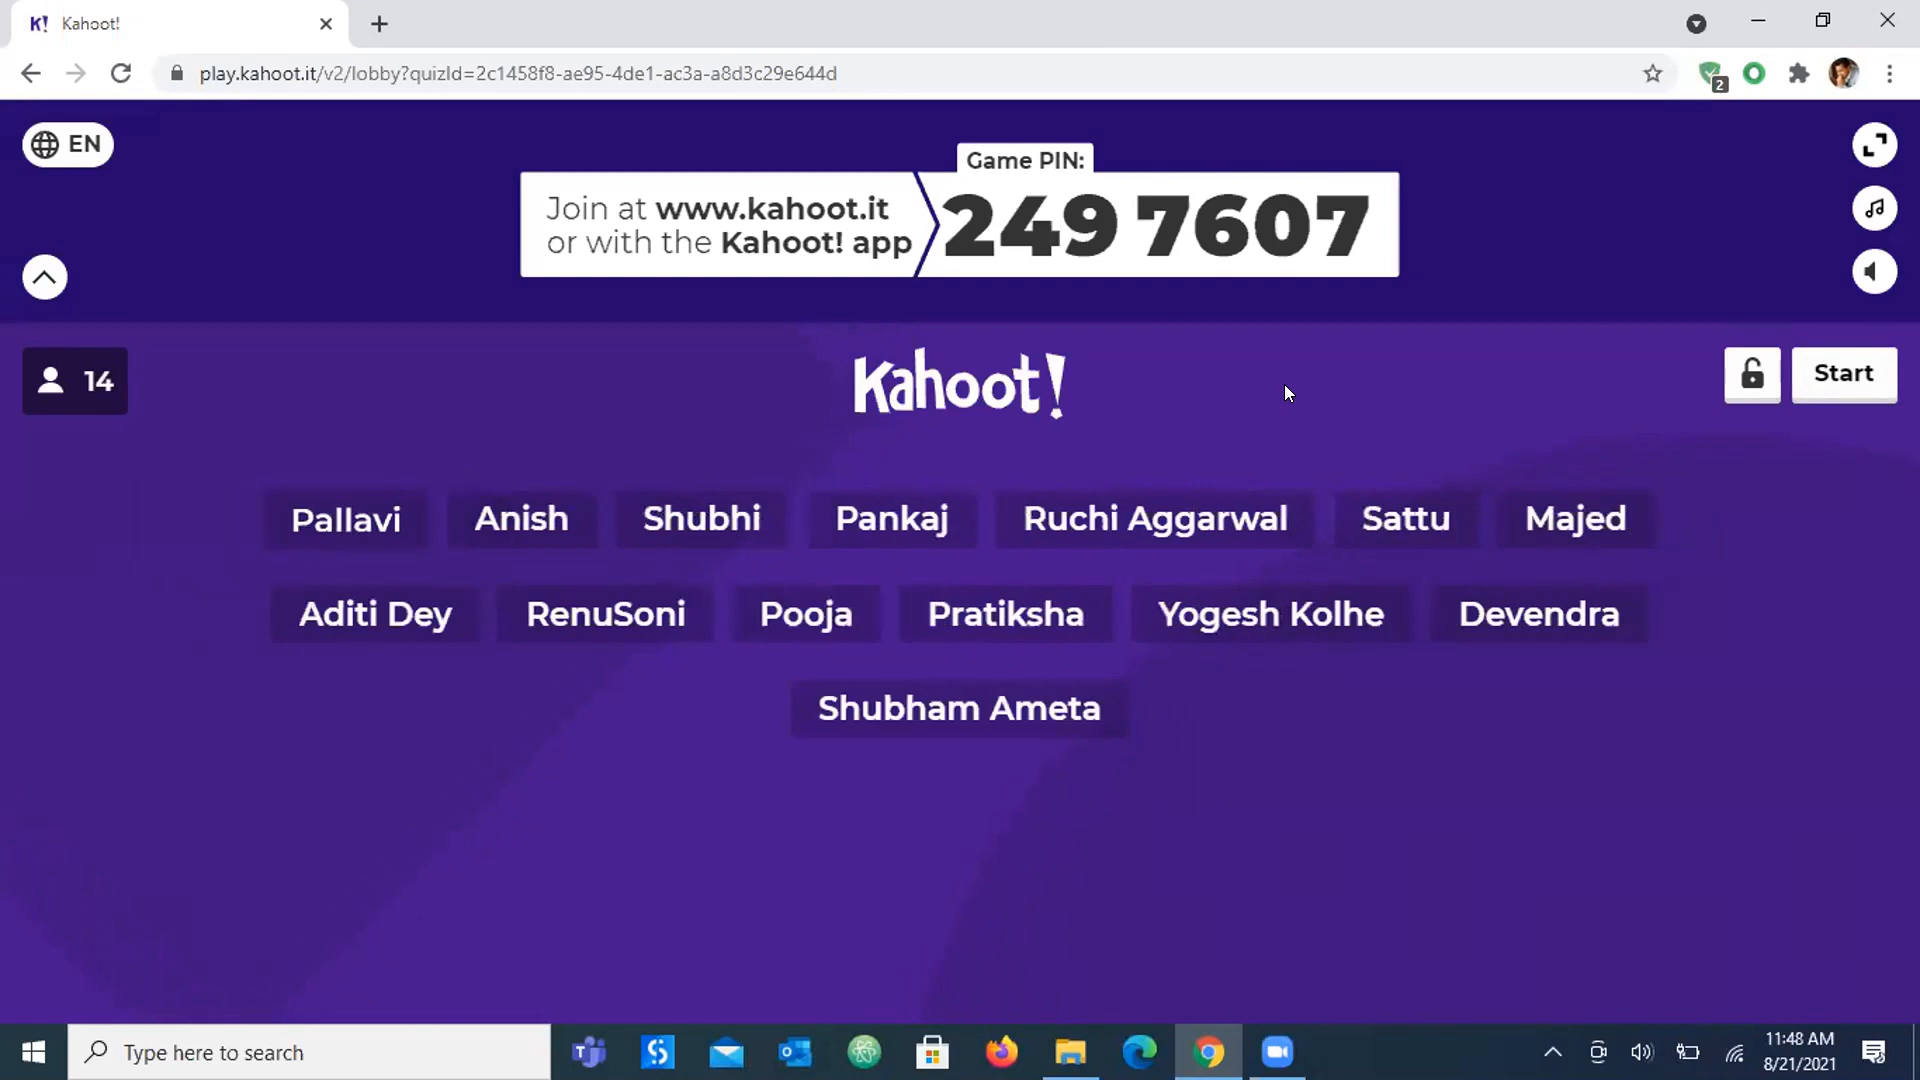 K! Kahoot!
play.kahoot.it/v2/lobby?quizId=2c1458f8-ae95-4de1-ac3a-a8d3c29e644d
2
EN
Game PIN:
Join at www.kahoot.it
or with the Kahoot! app
249 7607
14
Kahoot!
Start
Pallavi Anish Shubhi Pankaj Ruchi Aggarwal Sattu Majed
Aditi Dey RenuSoni Pooja Pratiksha Yogesh Kolhe Devendra
Shubham Ameta
Type here to search
11:48 AM
8/21/2021